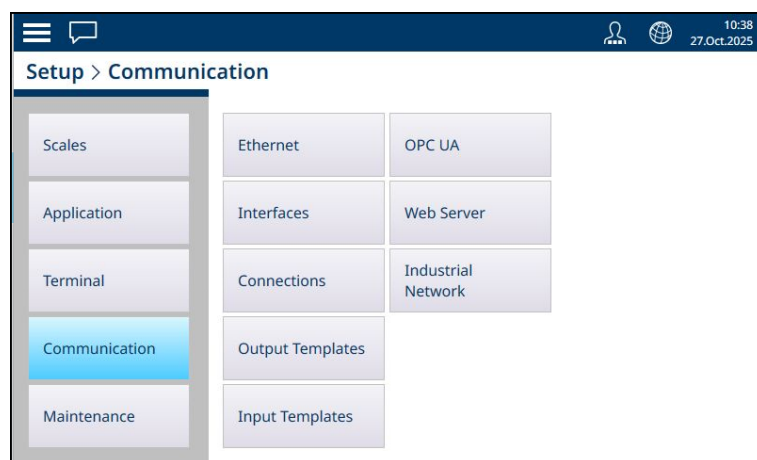 10:38
27.Oct.2025
Setup > Communication
Scales
Ethernet
OPC UA
Application
Interfaces
Web Server
Terminal
Connections
Industrial
Network
Communication
Output Templates
Maintenance
Input Templates